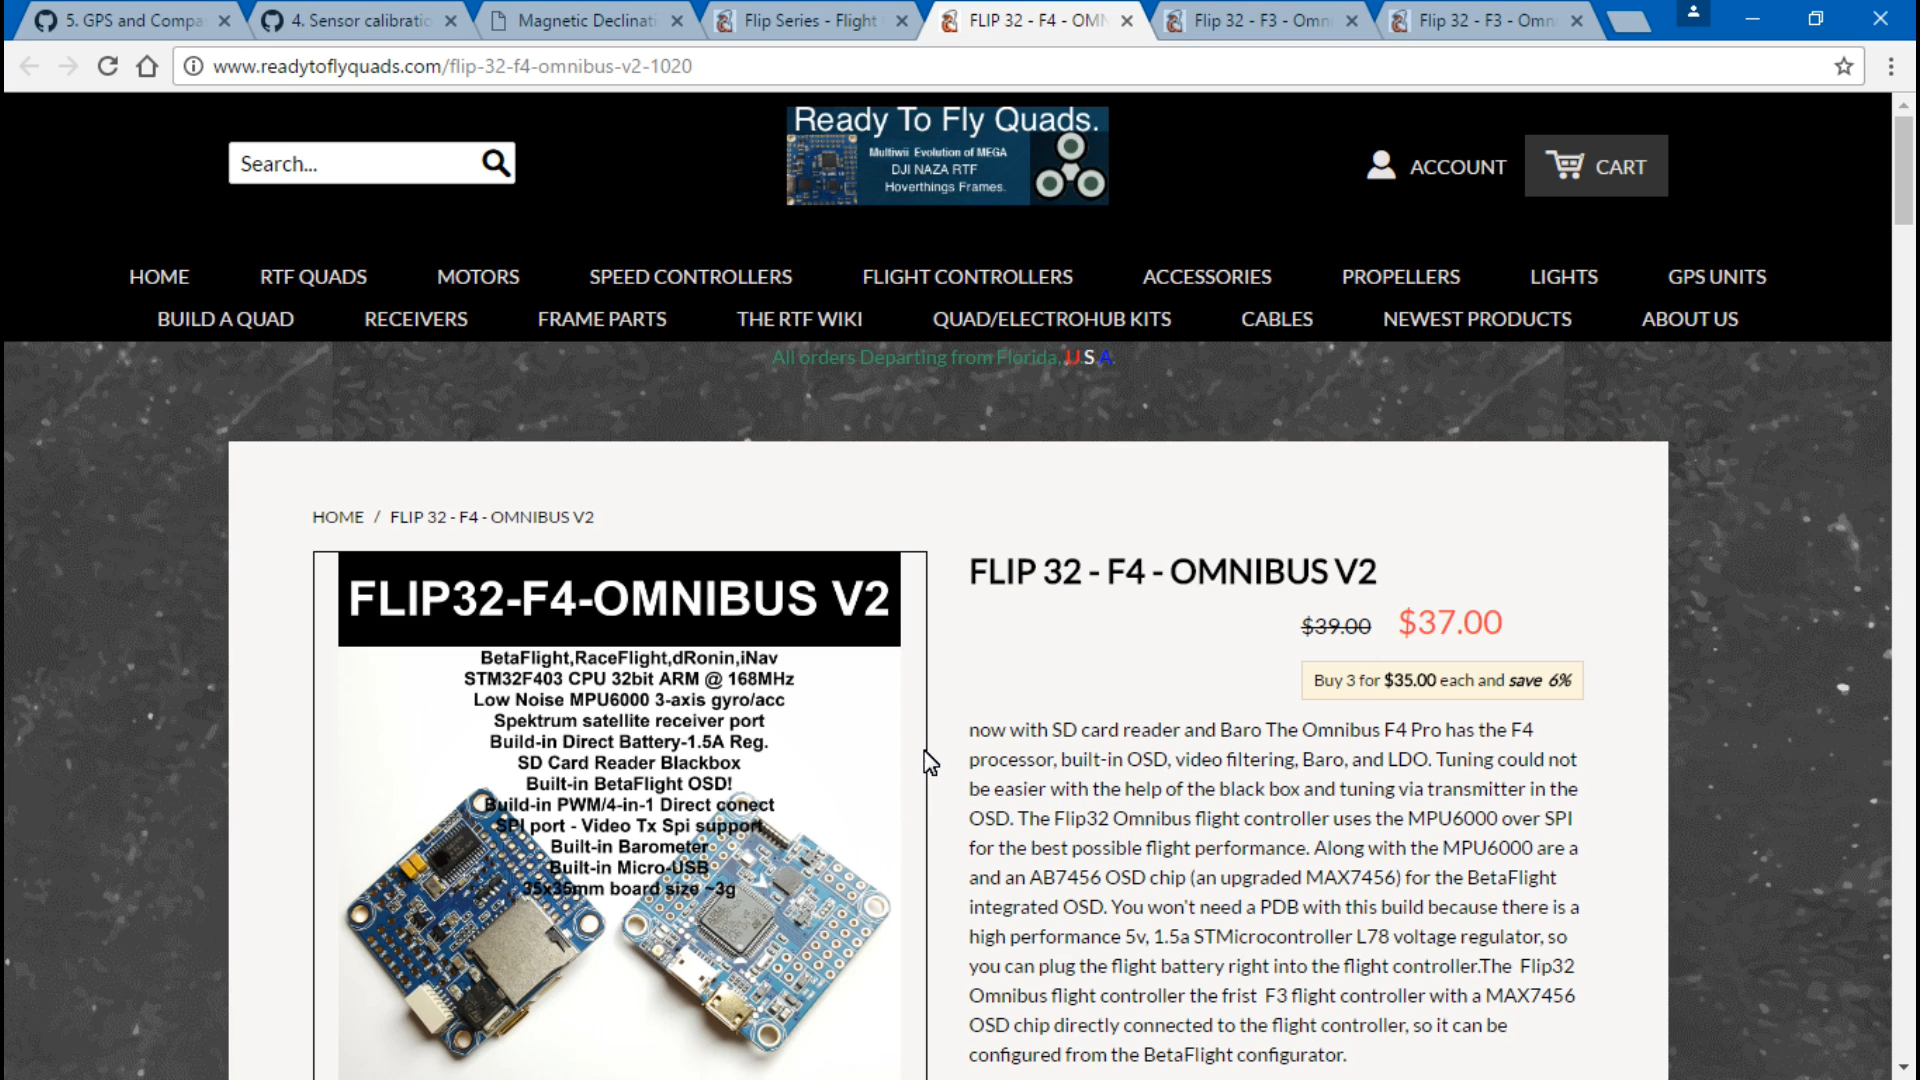 5. GPS and Compa
4. Sensor calibratio
Magnetic Declinati
Flip Series - Flight
FLIP 32 - F4 - OMN
Flip 32 - F3 - Omn
Flip 32 - F3 - Omn
www.readytoflyquads.com/flip-32-f4-omnibus-v2-1020
Search...
Ready To Fly Quads.
Multiwii Evolution of MEGA
DJI NAZA RTF
Hoverthings Frames.
ACCOUNT
CART
HOME RTF QUADS MOTORS SPEED CONTROLLERS FLIGHT CONTROLLERS ACCESSORIES PROPELLERS LIGHTS GPS UNITS
BUILD A QUAD RECEIVERS FRAME PARTS THE RTF WIKI QUAD/ELECTROHUB KITS CABLES NEWEST PRODUCTS ABOUT US
All orders Departing from Florida, U.S.A.
HOME / FLIP 32 - F4 - OMNIBUS V2
FLIP32-F4-OMNIBUS V2
BetaFlight,RaceFlight,dRonin,iNav
STM32F403 CPU 32bit ARM @ 168MHz
Low Noise MPU6000 3-axis gyro/acc
Spektrum satellite receiver port
Build-in Direct Battery-1.5A Reg.
SD Card Reader Blackbox
Built-in BetaFlight OSD!
Build-in PWM/4-in-1 Direct conect
SPI port - Video Tx Spi support
Built-in Barometer
Built-in Micro-USB
35x35mm board size ~3g
FLIP 32 - F4 - OMNIBUS V2
$39.00 $37.00
Buy 3 for $35.00 each and save 6%
now with SD card reader and Baro The Omnibus F4 Pro has the F4
processor, built-in OSD, video filtering, Baro, and LDO. Tuning could not
be easier with the help of the black box and tuning via transmitter in the
OSD. The Flip32 Omnibus flight controller uses the MPU6000 over SPI
for the best possible flight performance. Along with the MPU6000 are a
and an AB7456 OSD chip (an upgraded MAX7456) for the BetaFlight
integrated OSD. You won't need a PDB with this build because there is a
high performance 5v, 1.5a STMicrocontroller L78 voltage regulator, so
you can plug the flight battery right into the flight controller.The Flip32
Omnibus flight controller the frist F3 flight controller with a MAX7456
OSD chip directly connected to the flight controller, so it can be
configured from the BetaFlight configurator.